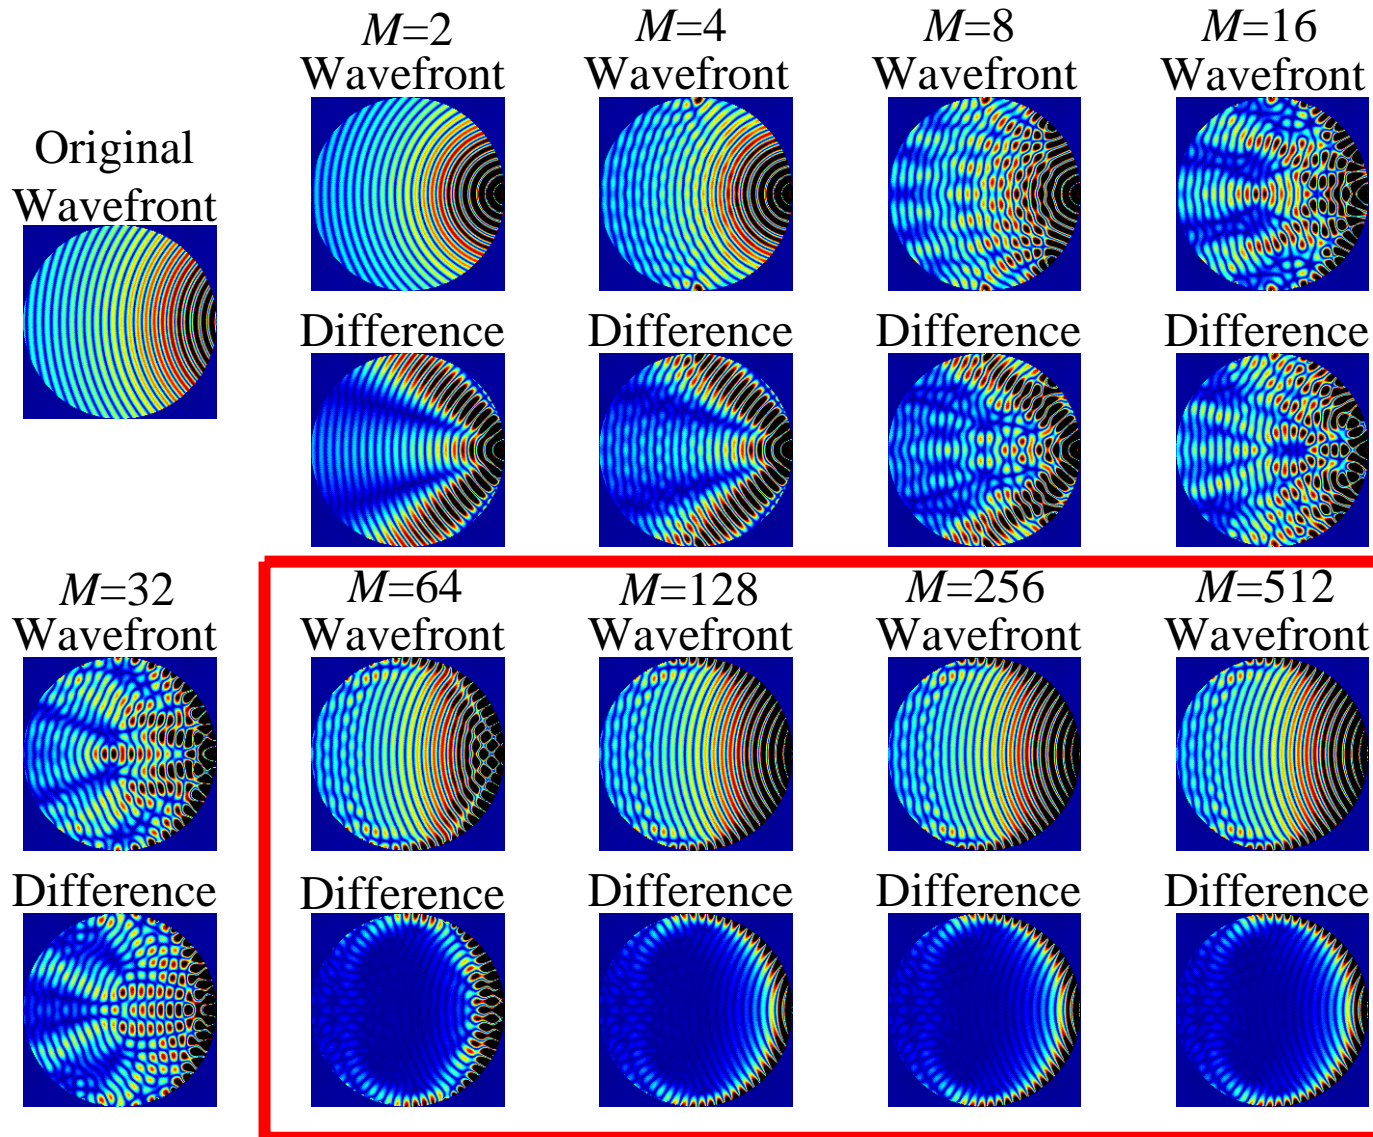 M=2
Wavefront
M=4
Wavefront
M=8
Wavefront
M=16
Wavefront
Original
Wavefront
Difference
Difference
Difference
Difference
M=32
Wavefront
M=64
Wavefront
M=128
Wavefront
M=256
Wavefront
M=512
Wavefront
Difference
Difference
Difference
Difference
Difference